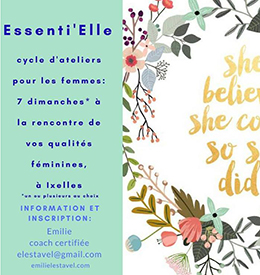 Essenti'Elle
cycle d'ateliers
pour les femmes:
7 dimanches* à
la rencontre de
vos qualités
féminines,
à Ixelles
*un ou plusieurs au choix
INFORMATION ET
INSCRIPTION:
Emilie
coach certifiée
elestavel@gmail.com
emilielestavel.com
she
believ
she co
so s
did